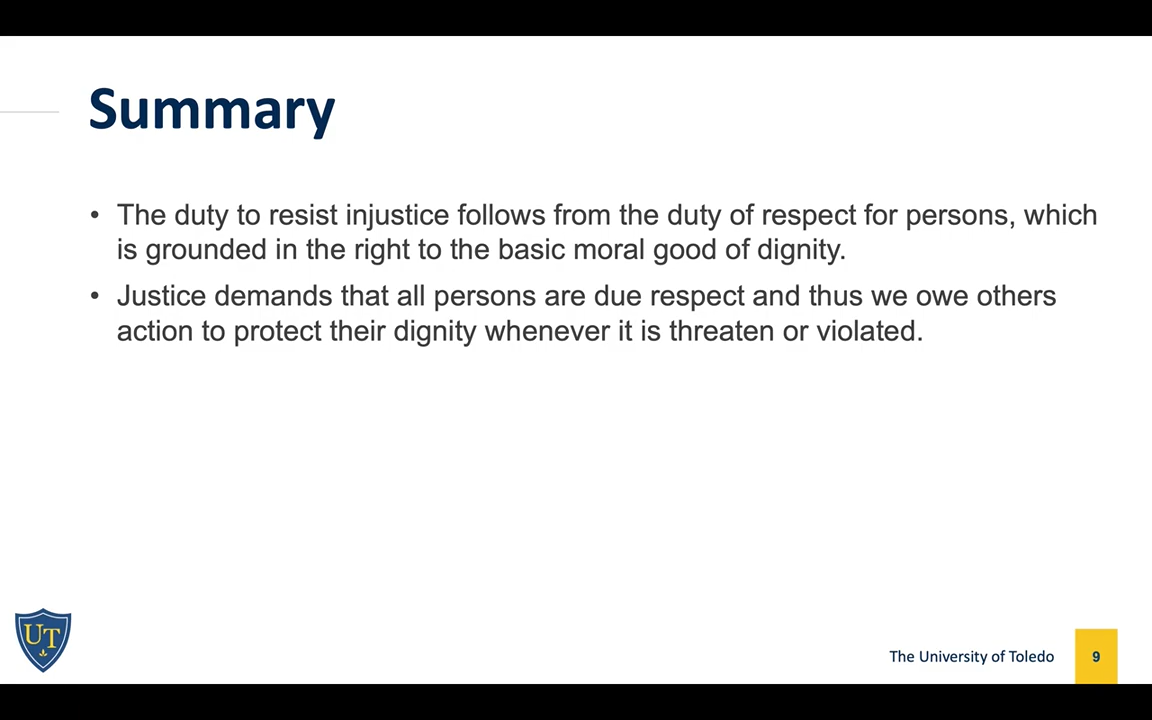 Summary
• The duty to resist injustice follows from the duty of respect for persons, which
is grounded in the right to the basic moral good of dignity.
• Justice demands that all persons are due respect and thus we owe others
action to protect their dignity whenever it is threaten or violated.
UT
The University of Toledo
9